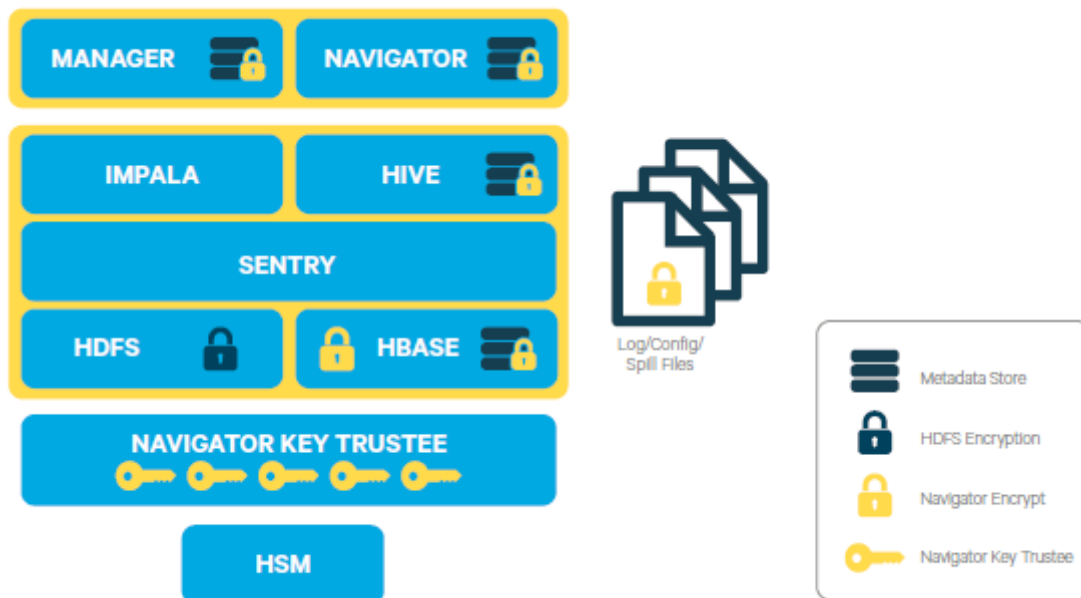 MANAGER
NAVIGATOR
IMPALA
HIVE
SENTRY
HDFS
HBASE
NAVIGATOR KEY TRUSTEE
HSM
Log/Config/
Spill Files
Metadata Store
HDFS Encryption
Navigator Encrypt
Navigator Key Trustee